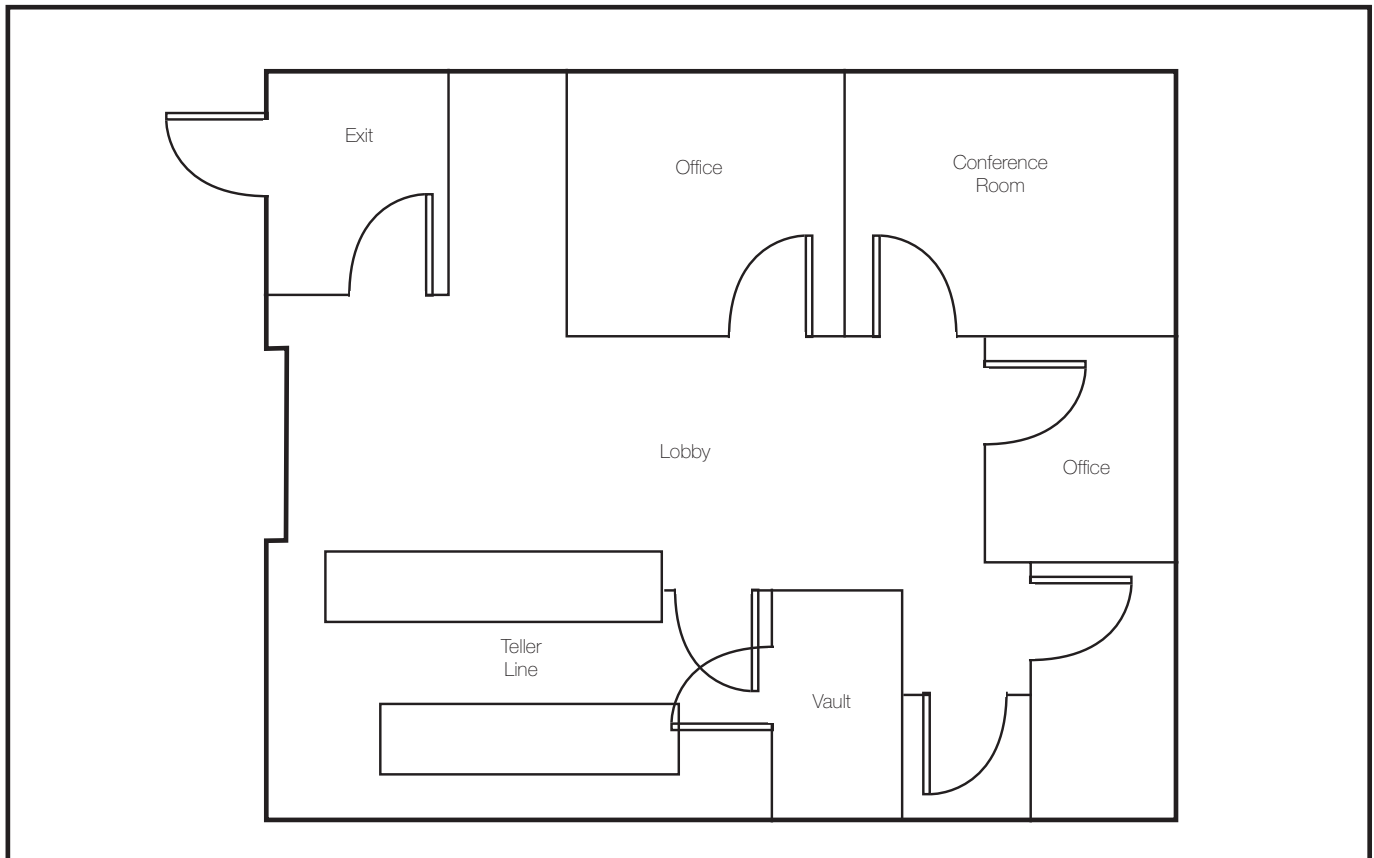 Exit
Office
Conference
Room
Lobby
Office
Teller
Line
Vault